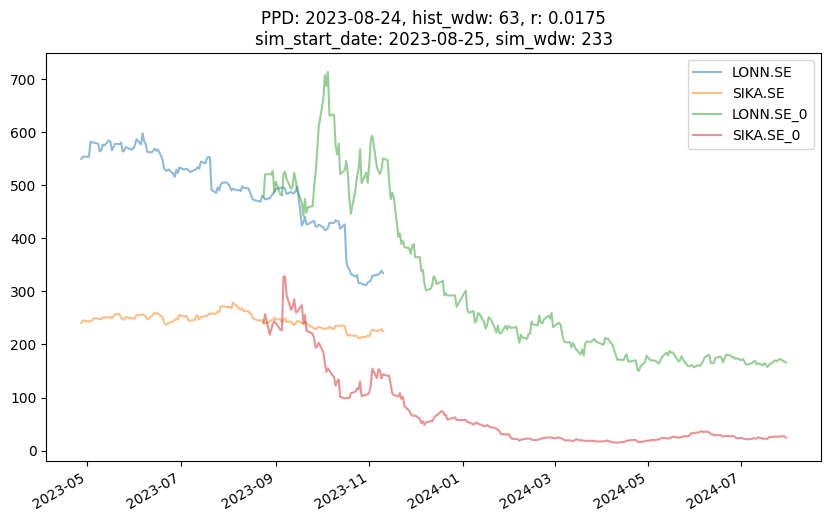 PPD: 2023-08-24, hist_wdw: 63, r: 0.0175
sim_start_date: 2023-08-25, sim_wdw: 233
700
600
500
400
300
200
100
0
LONN.SE
SIKA.SE
LONN.SE_0
SIKA.SE_0
2023-05
2023-07
2023-09
2023-11
2024-01
2024-03
2024-05
2024-07